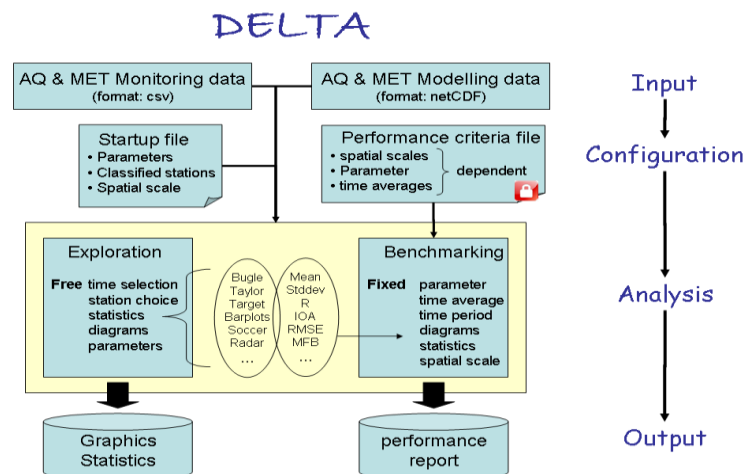 DELTA
AQ & MET Monitoring data
(format: csv)
AQ & MET Modelling data
(format: netCDF)
Input
Startup file
• Parameters
• Classified stations
• Spatial scale
Performance criteria file
• spatial scales
• Parameter
• time averages
dependent
Configuration
Exploration
Free time selection
station choice
statistics
diagrams
parameters
Bugle
Taylor
Target
Barplots
Soccer
Radar
...
Mean
Stddev
R
IOA
RMSE
MFB
...
Benchmarking
Fixed parameter
time average
time period
diagrams
statistics
spatial scale
Analysis
Graphics
Statistics
performance
report
Output